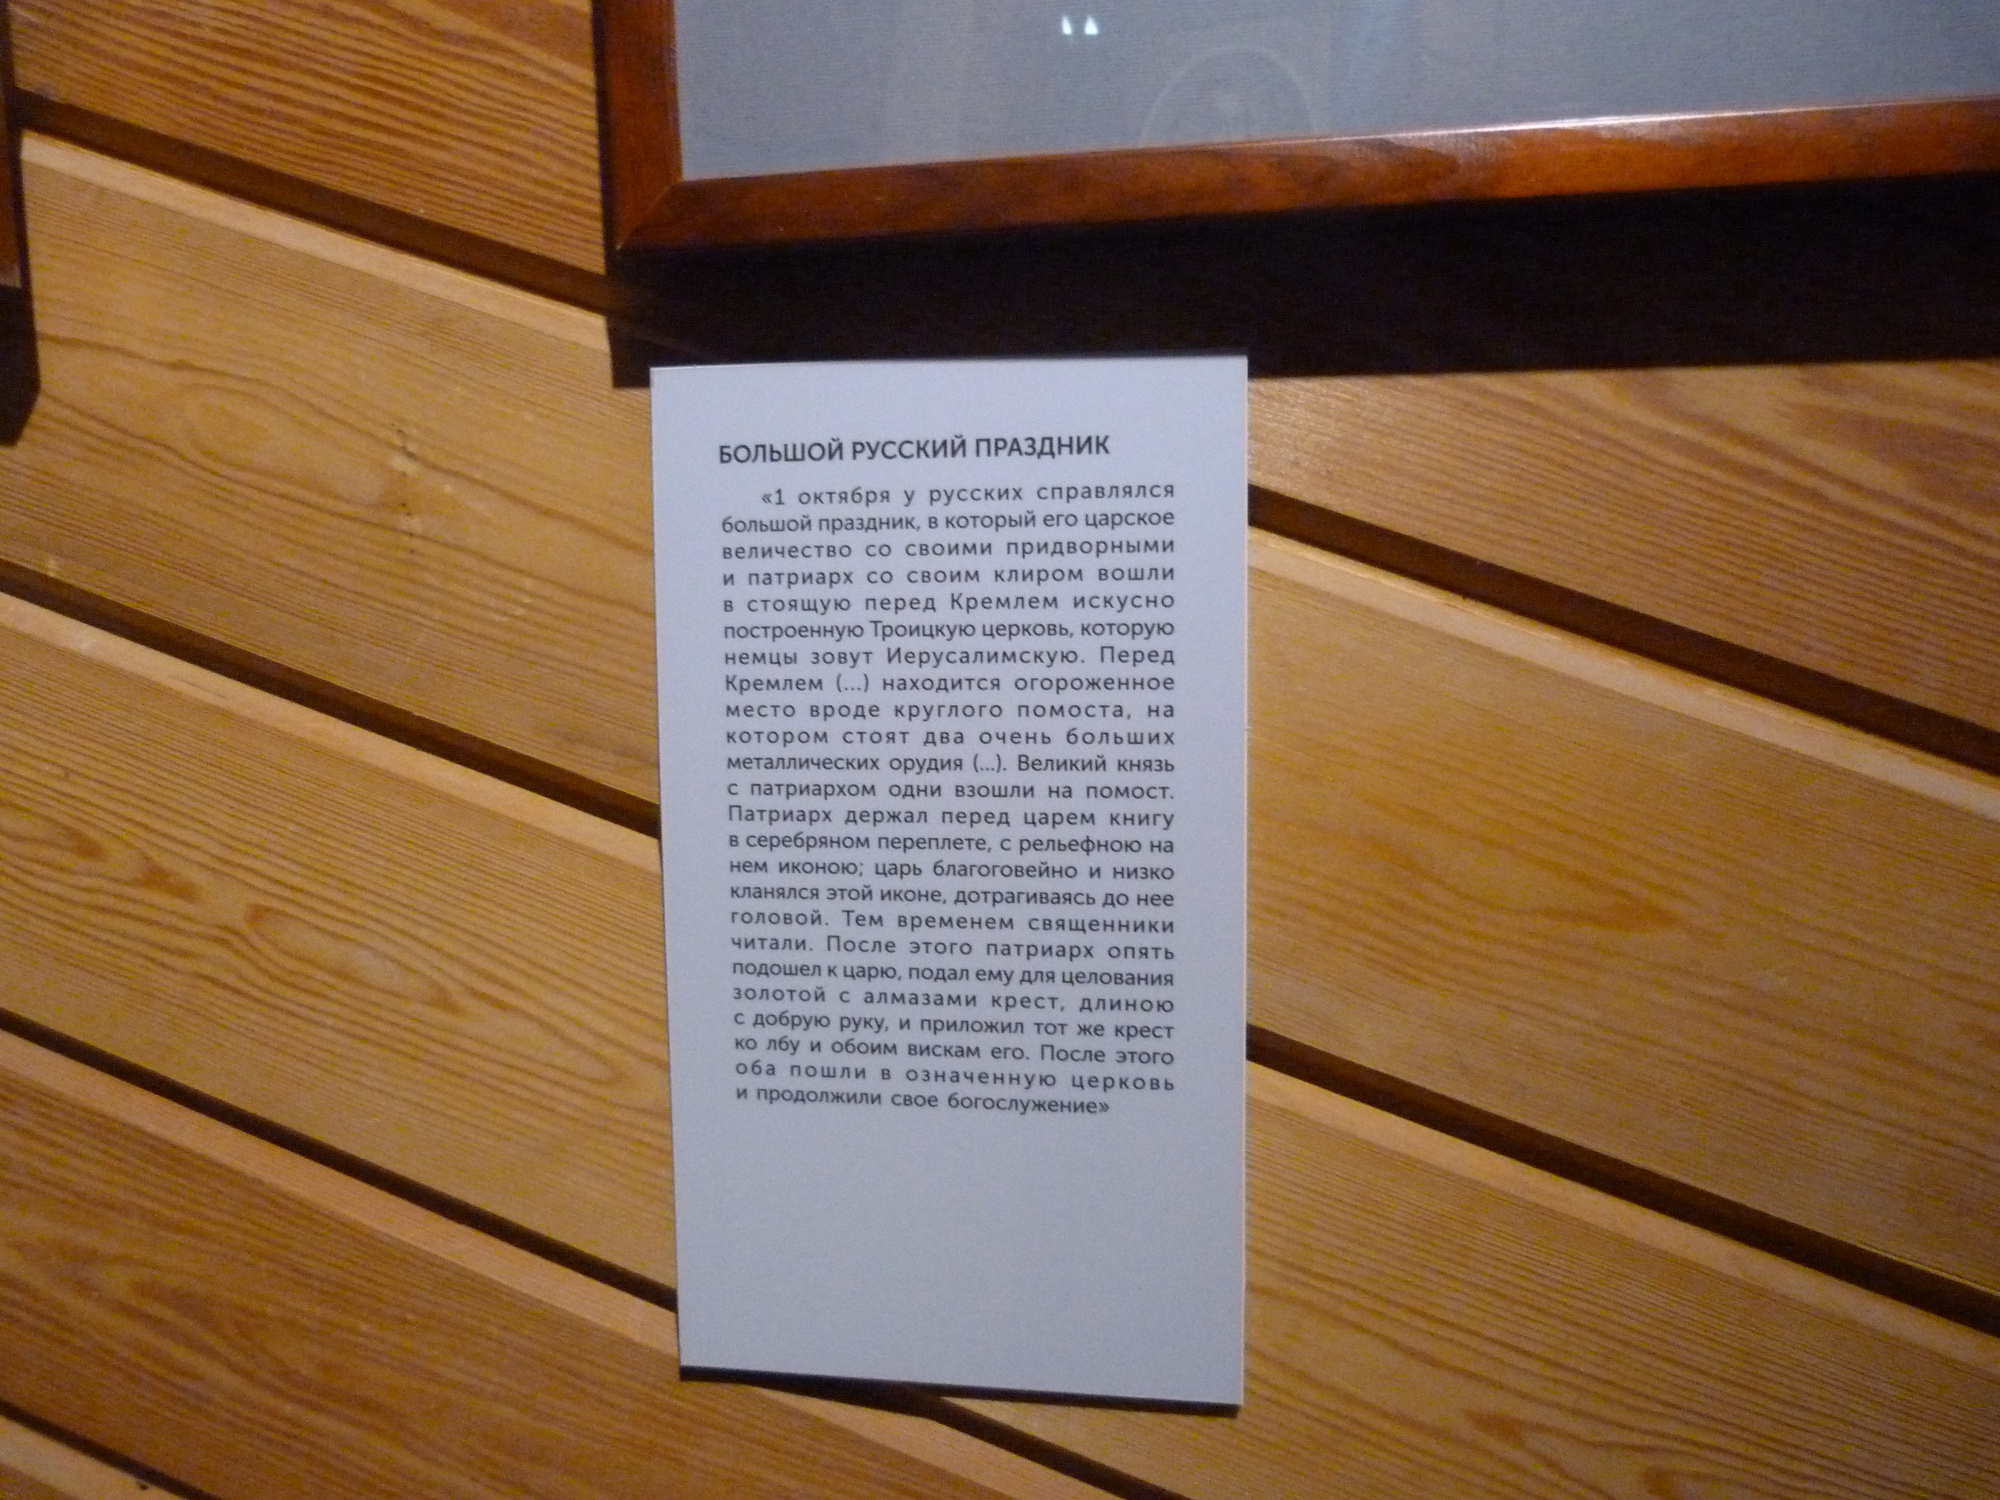 БОЛЬШОЙ РУССКИЙ ПРАЗДНИК
«1 октября у русских справлялся
большой праздник, в который его царское
величество со своими придворными
и патриарх со своим клиром вошли
в стоящую перед Кремлем искусно
построенную Троицкую церковь, которую
немцы зовут Иерусалимскую. Перед
Кремлем (...) находится огороженное
место вроде круглого помоста, на
котором стоят два очень больших
металлических орудия (...). Великий князь
с патриархом одни взошли на помост.
Патриарх держал перед царем книгу
в серебряном переплете, с рельефною на
нем иконою; царь благоговейно и низко
кланялся этой иконе, дотрагиваясь до нее
головой. Тем временем священники
читали. После этого патриарх опять
подошел к царю, подал ему для целования
золотой с алмазами крест, длиною
с добрую руку, и приложил тот же крест
ко лбу и обоим вискам его. После этого
оба пошли в означенную церковь
и продолжили свое богослужение»